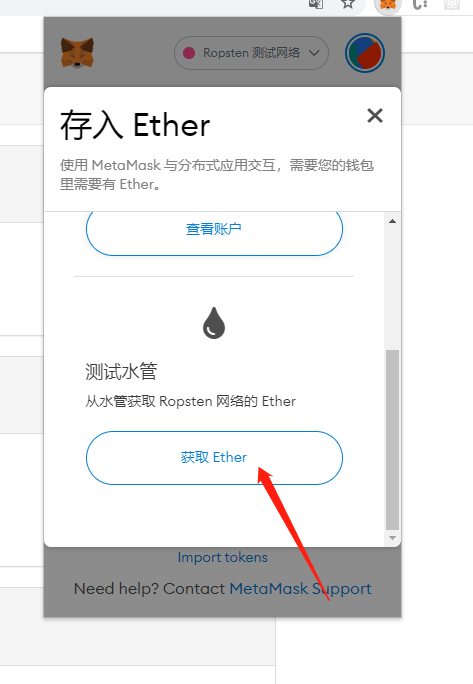 Ropsten 测试网络
存入 Ether
使用 MetaMask 与分布式应用交互，需要您的钱包
里需要有 Ether。
查看账户
测试水管
从水管获取 Ropsten 网络的 Ether
获取 Ether
Import tokens
Need help? Contact MetaMask Support